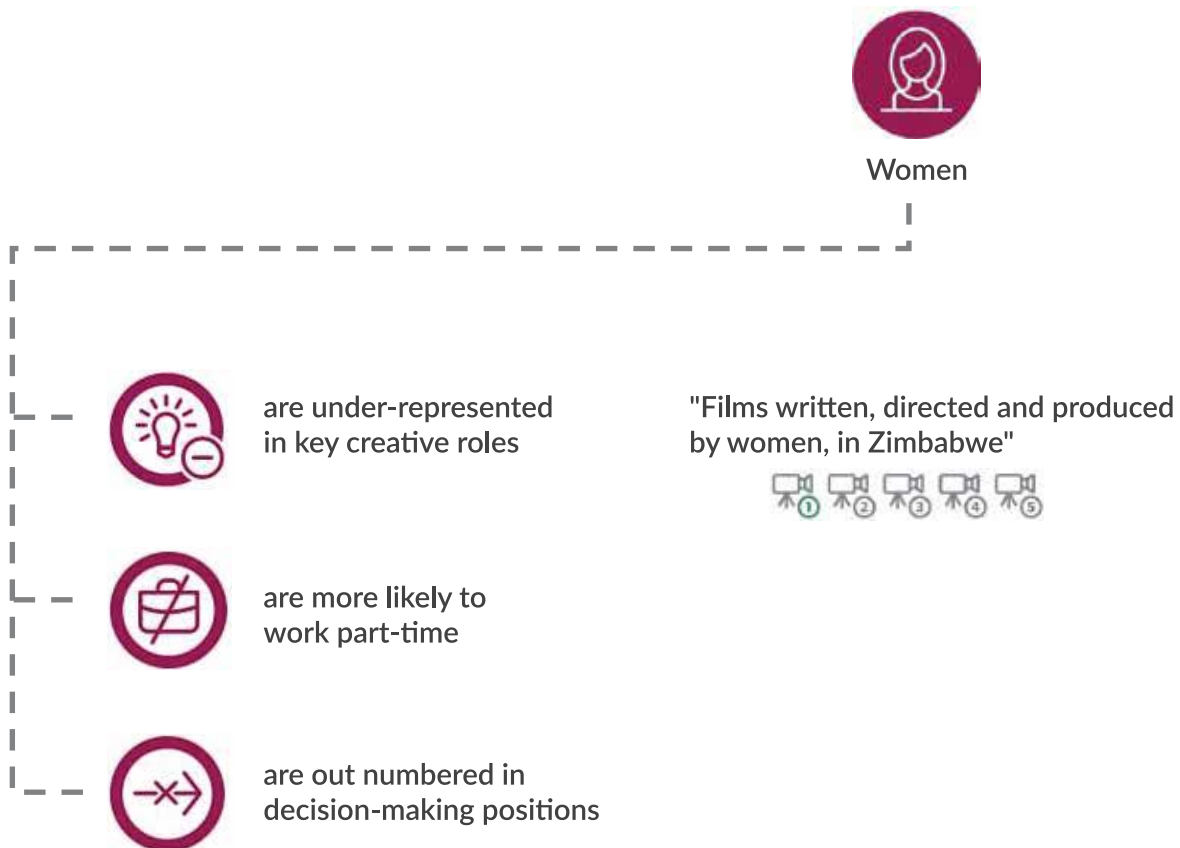 Women
are under-represented
in key creative roles
"Films written, directed and produced
by women, in Zimbabwe"
1 2 3 4 5
are more likely to
work part-time
are out numbered in
decision-making positions